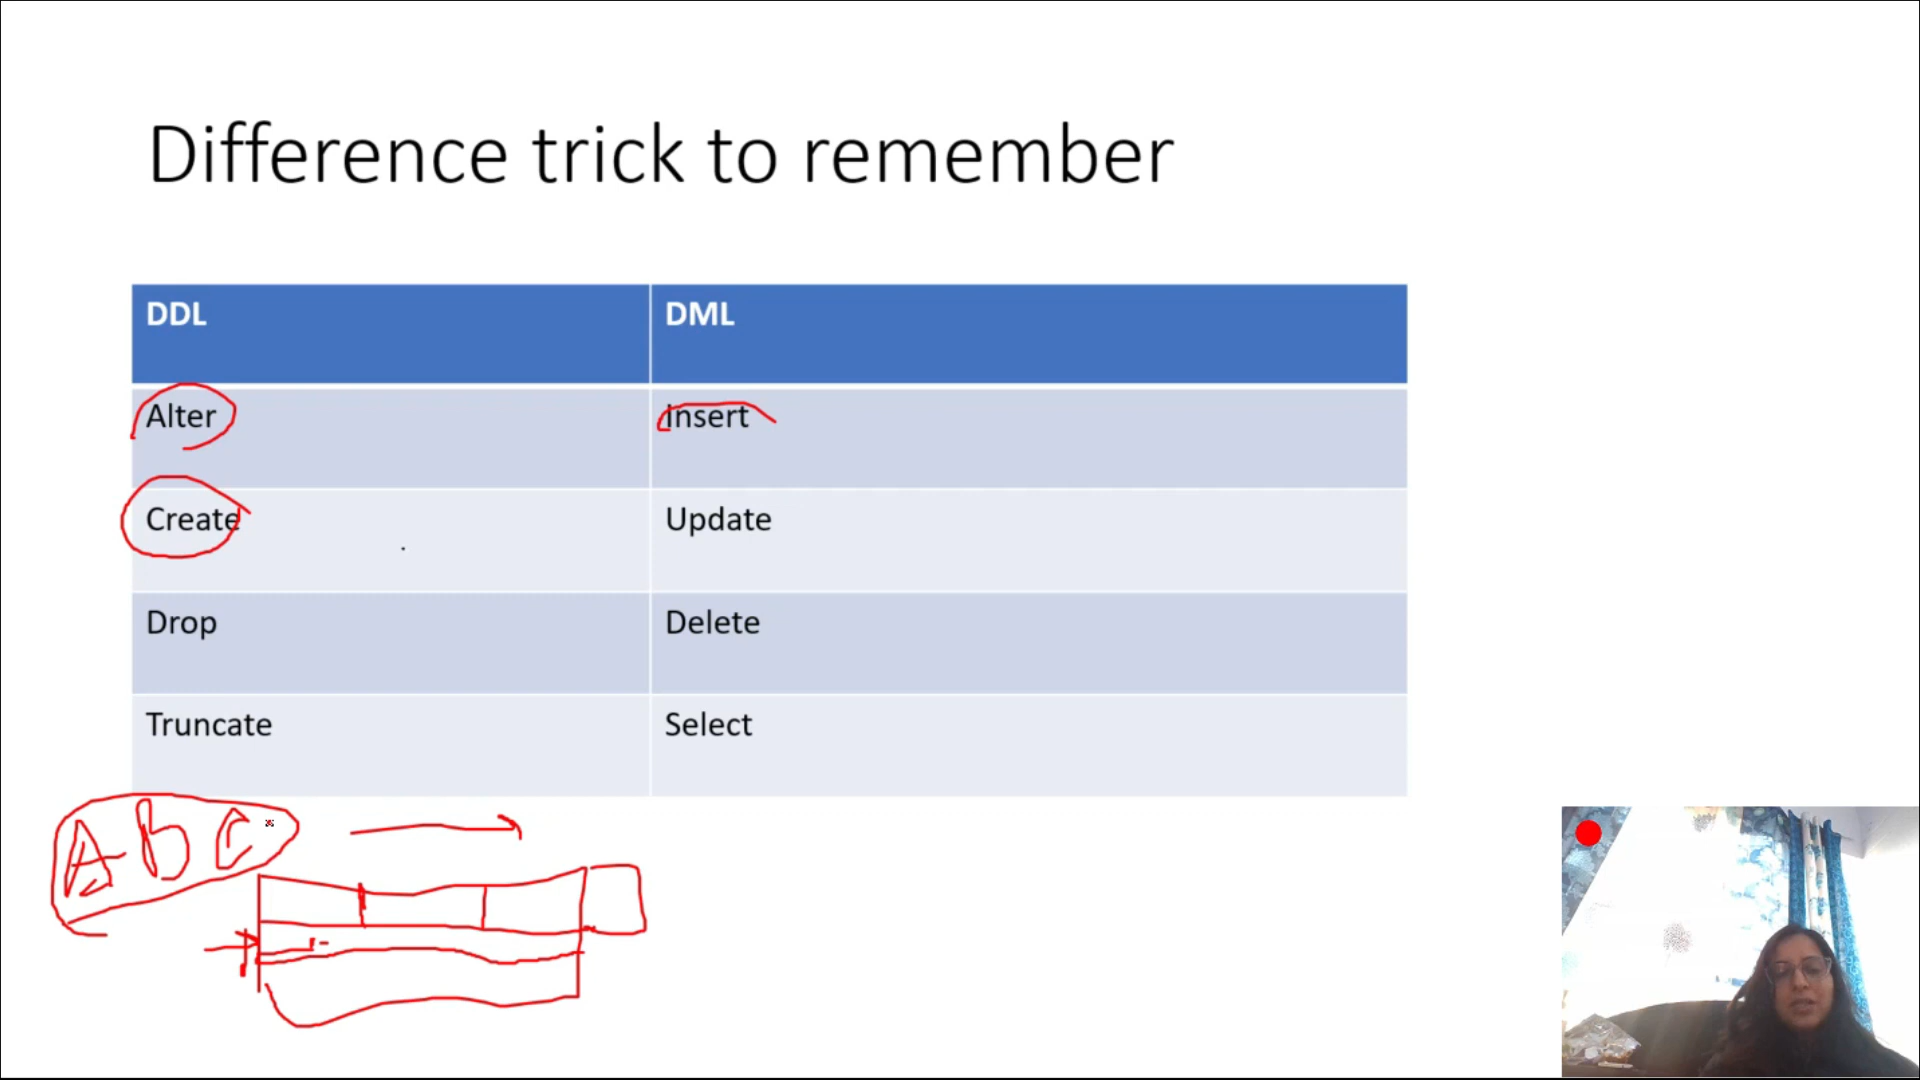 Difference trick to remember
DDL DML
Alter Insert
Create Update
Drop Delete
Truncate Select
A B C